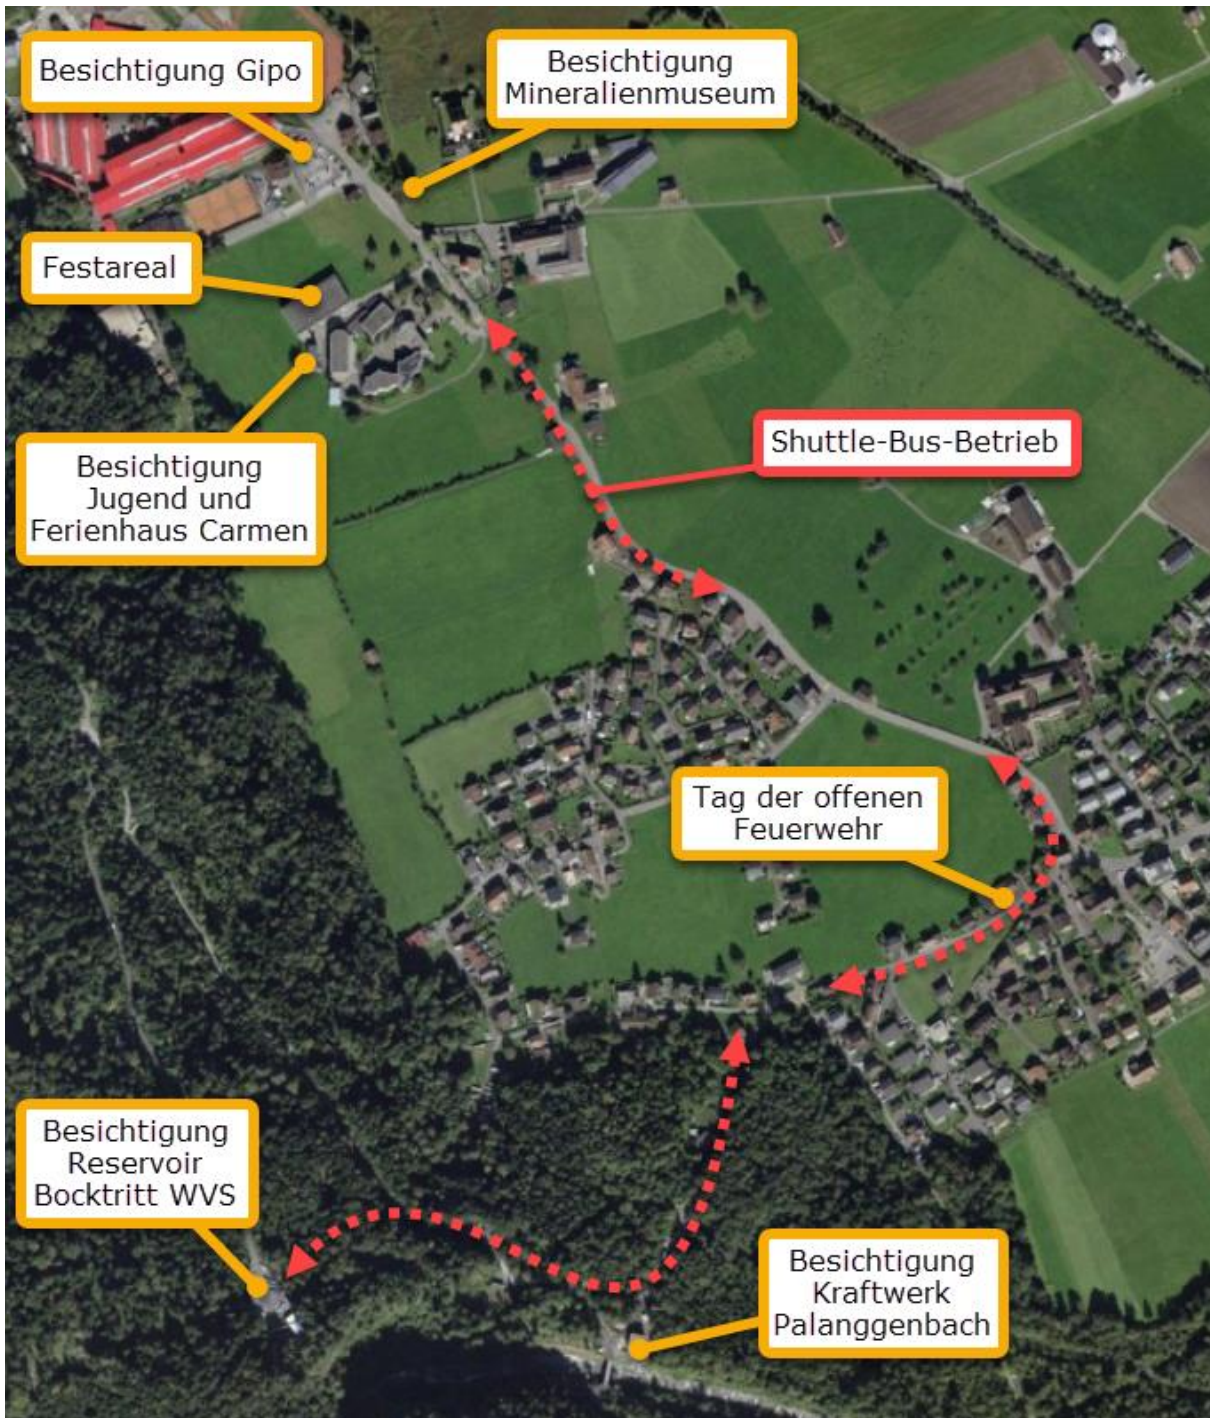 Besichtigung Gipo
Besichtigung
Mineralienmuseum
Festareal
Shuttle-Bus-Betrieb
Besichtigung
Jugend und
Ferienhaus Carmen
Tag der offenen
Feuerwehr
Besichtigung
Reservoir
Bocktritt WVS
Besichtigung
Kraftwerk
Palanggenbach